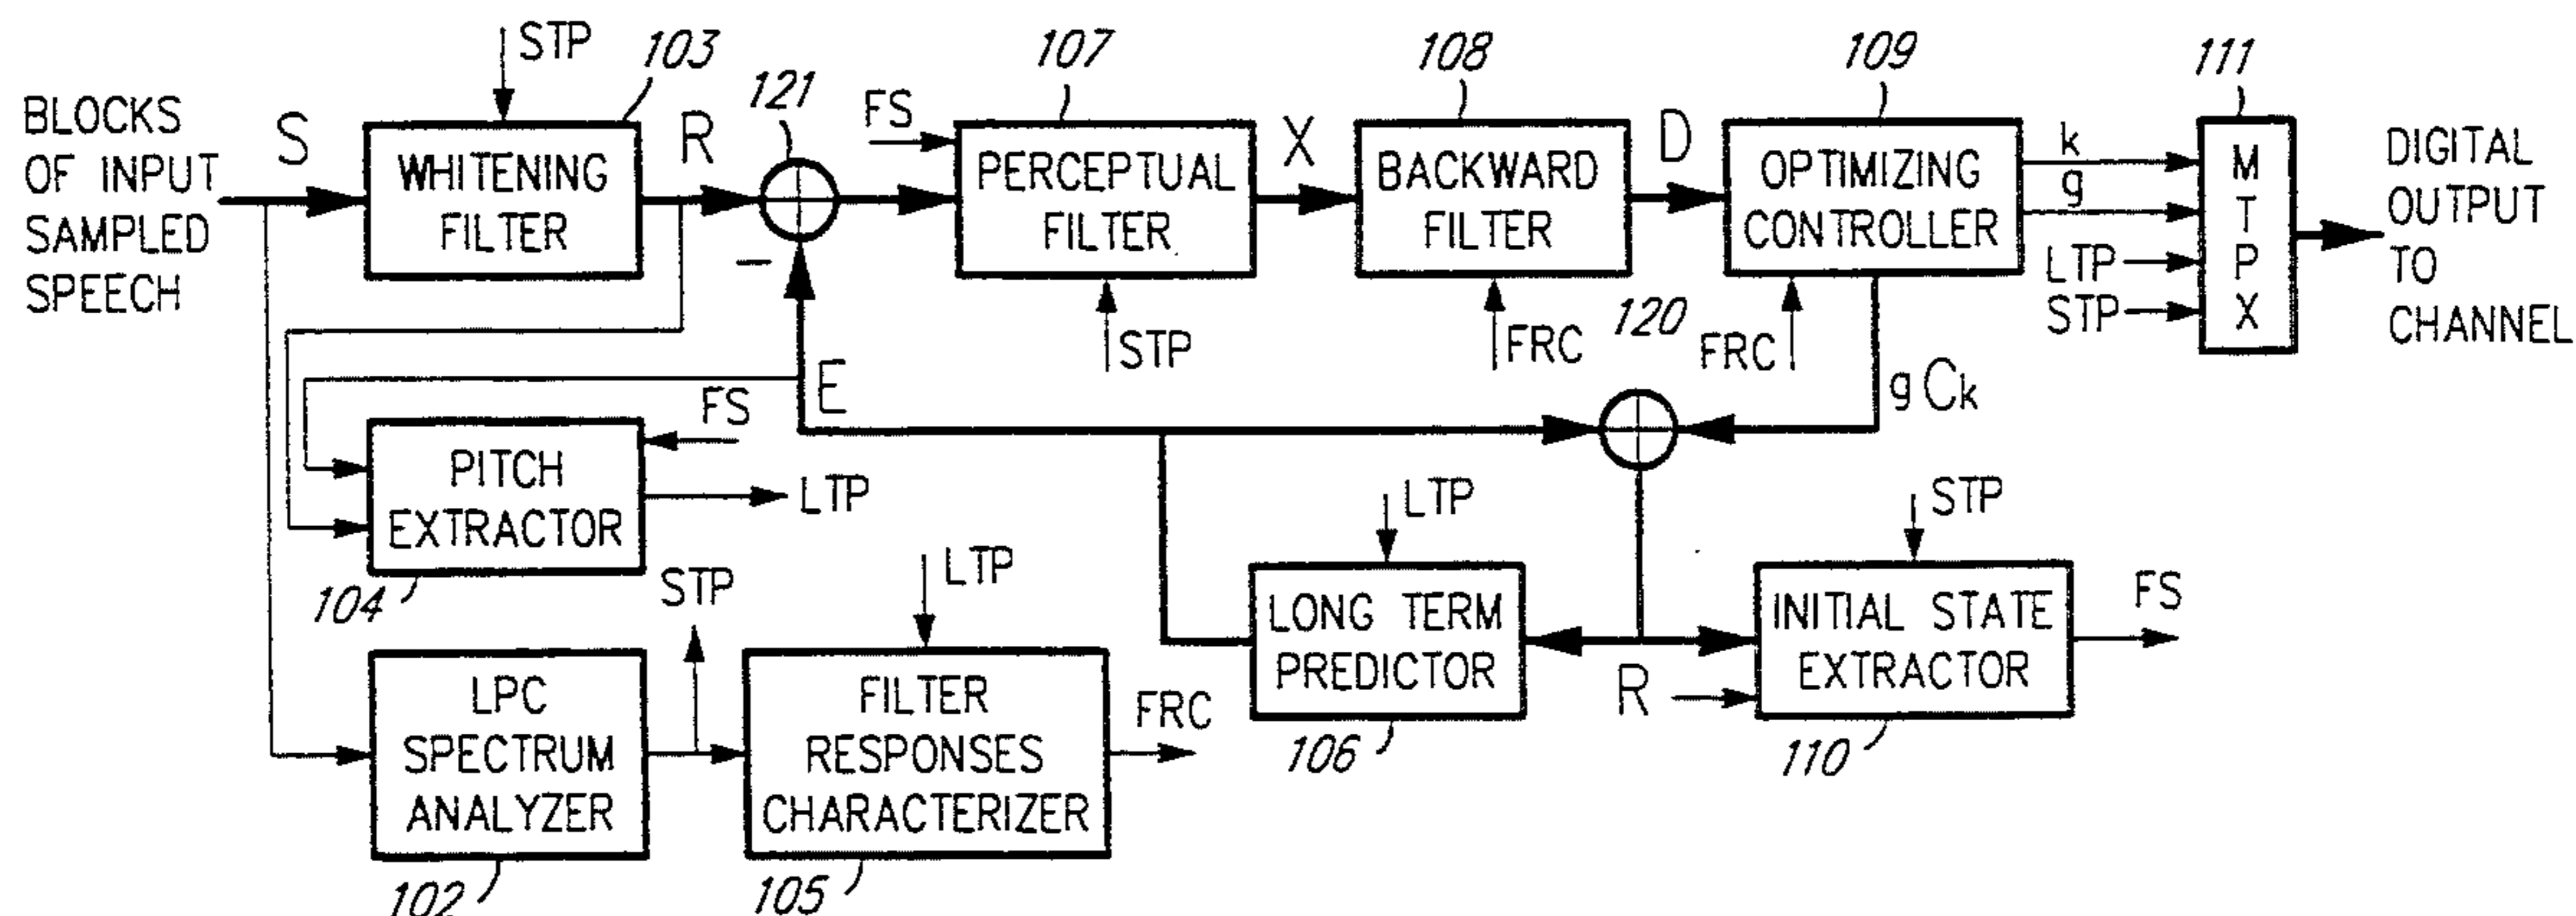 BLOCKS
OF INPUT
SAMPLED
SPEECH
S
STP
103
WHITENING
FILTER
R
121
−
FS
107
PERCEPTUAL
FILTER
STP
X
108
BACKWARD
FILTER
FRC
D
120
109
OPTIMIZING
CONTROLLER
FRC
k
g
LTP
STP
111
M
T
P
X
DIGITAL
OUTPUT
TO
CHANNEL
E
gCk
FS
PITCH
EXTRACTOR
LTP
104
LPC
SPECTRUM
ANALYZER
102
STP
LTP
FILTER
RESPONSES
CHARACTERIZER
105
FRC
LTP
LONG TERM
PREDICTOR
106
R
STP
INITIAL STATE
EXTRACTOR
110
FS